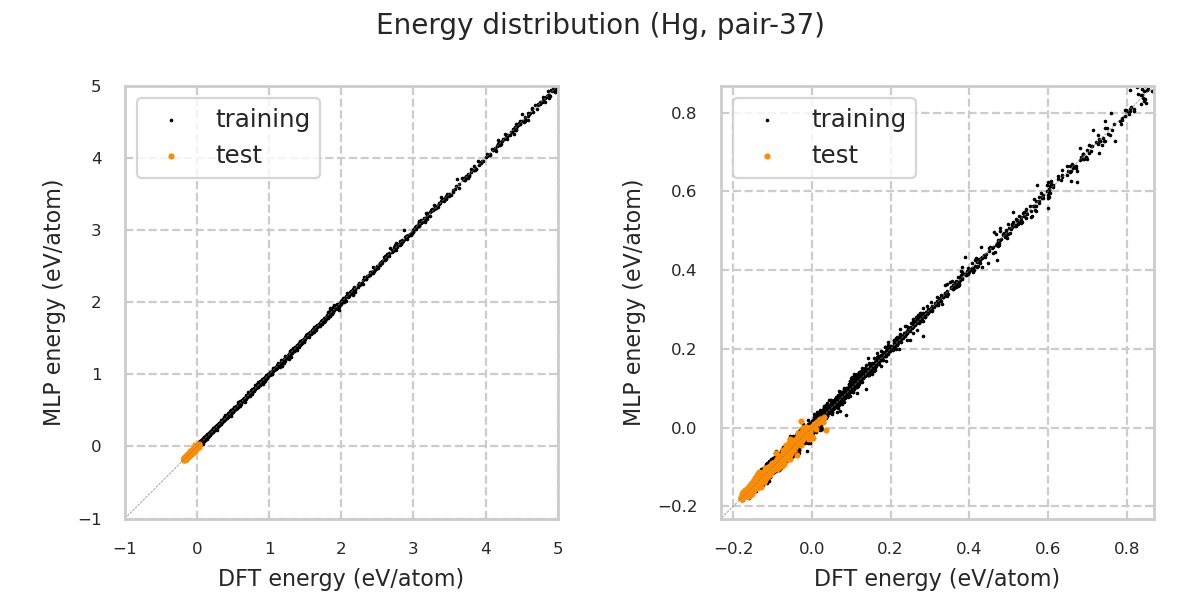 Energy distribution (Hg, pair-37)
training
test
5
4
3
2
1
0
−1
−1
0
1
2
3
4
5
MLP energy (eV/atom)
DFT energy (eV/atom)
training
test
0.8
0.6
0.4
0.2
0.0
−0.2
−0.2
0.0
0.2
0.4
0.6
0.8
MLP energy (eV/atom)
DFT energy (eV/atom)